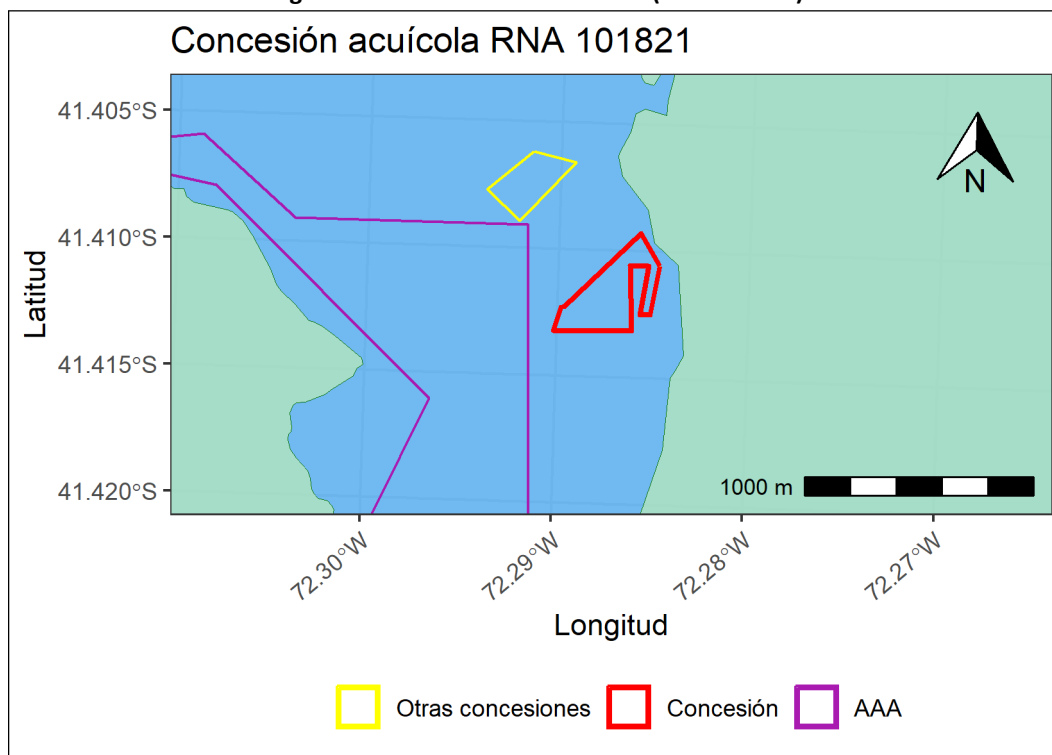 Concesión acuícola RNA 101821
41.405°S
41.410°S
41.415°S
41.420°S
Latitud
N
1000 m
72.30°W
72.29°W
72.28°W
72.27°W
Longitud
Otras concesiones
Concesión
AAA